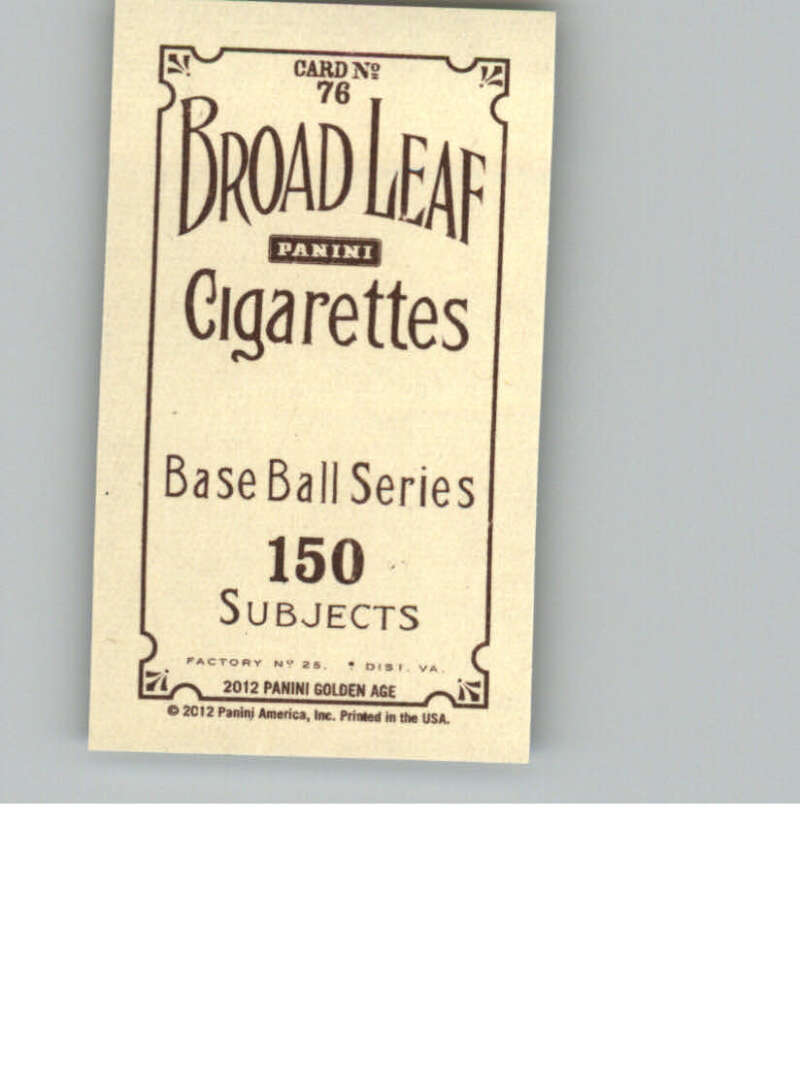 CARD Nº
76
BROAD LEAF
PANINI
Cigarettes
Base Ball Series
150
SUBJECTS
FACTORY Nº 25. DIST. VA.
2012 PANINI GOLDEN AGE
© 2012 Panini America, Inc. Printed in the USA.